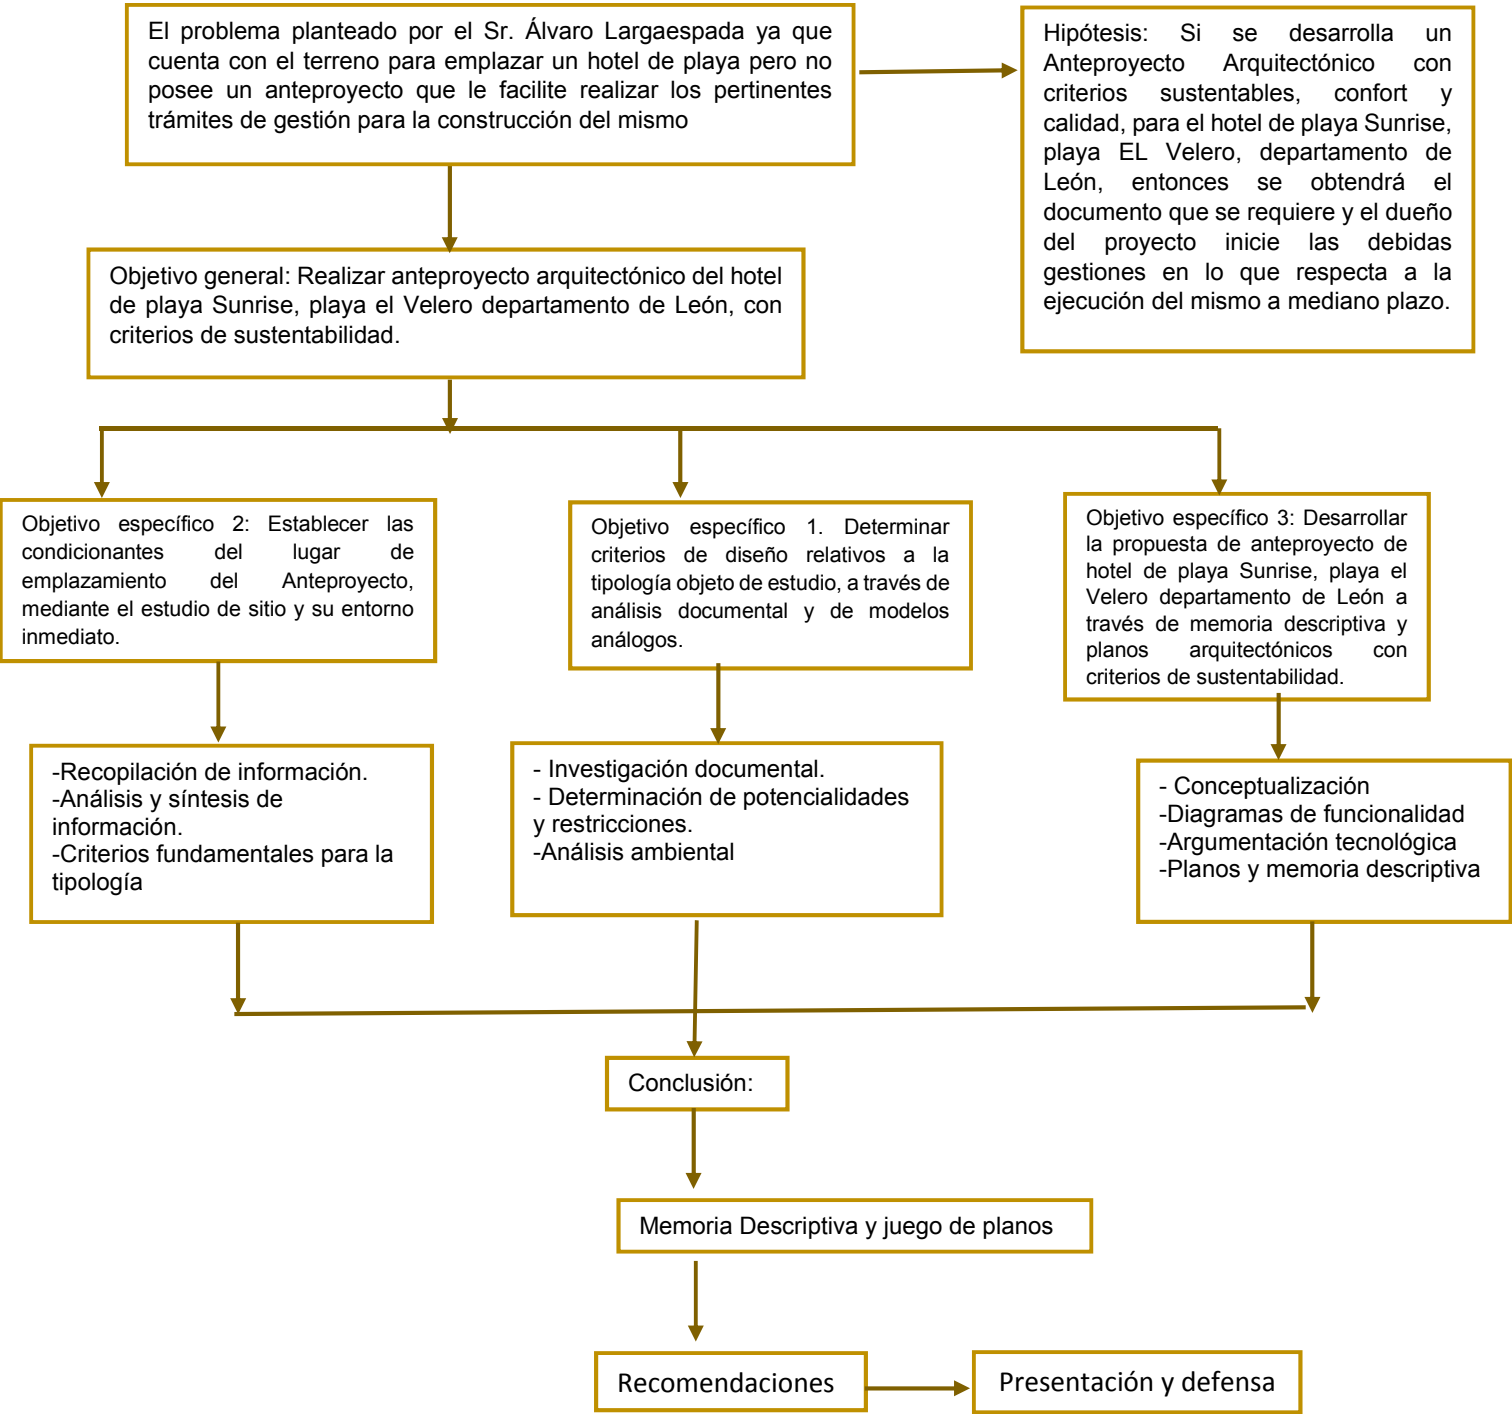 El problema planteado por el Sr. Álvaro Largaespada ya que
cuenta con el terreno para emplazar un hotel de playa pero no
posee un anteproyecto que le facilite realizar los pertinentes
trámites de gestión para la construcción del mismo
Hipótesis: Si se desarrolla un
Anteproyecto Arquitectónico con
criterios sustentables, confort y
calidad, para el hotel de playa Sunrise,
playa EL Velero, departamento de
León, entonces se obtendrá el
documento que se requiere y el dueño
del proyecto inicie las debidas
gestiones en lo que respecta a la
ejecución del mismo a mediano plazo.
Objetivo general: Realizar anteproyecto arquitectónico del hotel
de playa Sunrise, playa el Velero departamento de León, con
criterios de sustentabilidad.
Objetivo específico 2: Establecer las
condicionantes del lugar de
emplazamiento del Anteproyecto,
mediante el estudio de sitio y su entorno
inmediato.
Objetivo específico 1. Determinar
criterios de diseño relativos a la
tipología objeto de estudio, a través de
análisis documental y de modelos
análogos.
Objetivo específico 3: Desarrollar
la propuesta de anteproyecto de
hotel de playa Sunrise, playa el
Velero departamento de León a
través de memoria descriptiva y
planos arquitectónicos con
criterios de sustentabilidad.
-Recopilación de información.
-Análisis y síntesis de
información.
-Criterios fundamentales para la
tipología
- Investigación documental.
- Determinación de potencialidades
y restricciones.
-Análisis ambiental
- Conceptualización
-Diagramas de funcionalidad
-Argumentación tecnológica
-Planos y memoria descriptiva
Conclusión:
Memoria Descriptiva y juego de planos
Recomendaciones
Presentación y defensa